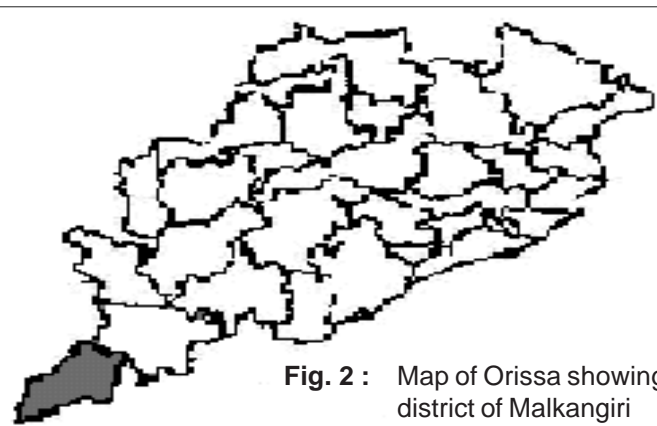 Fig. 2 : Map of Orissa showing
district of Malkangiri